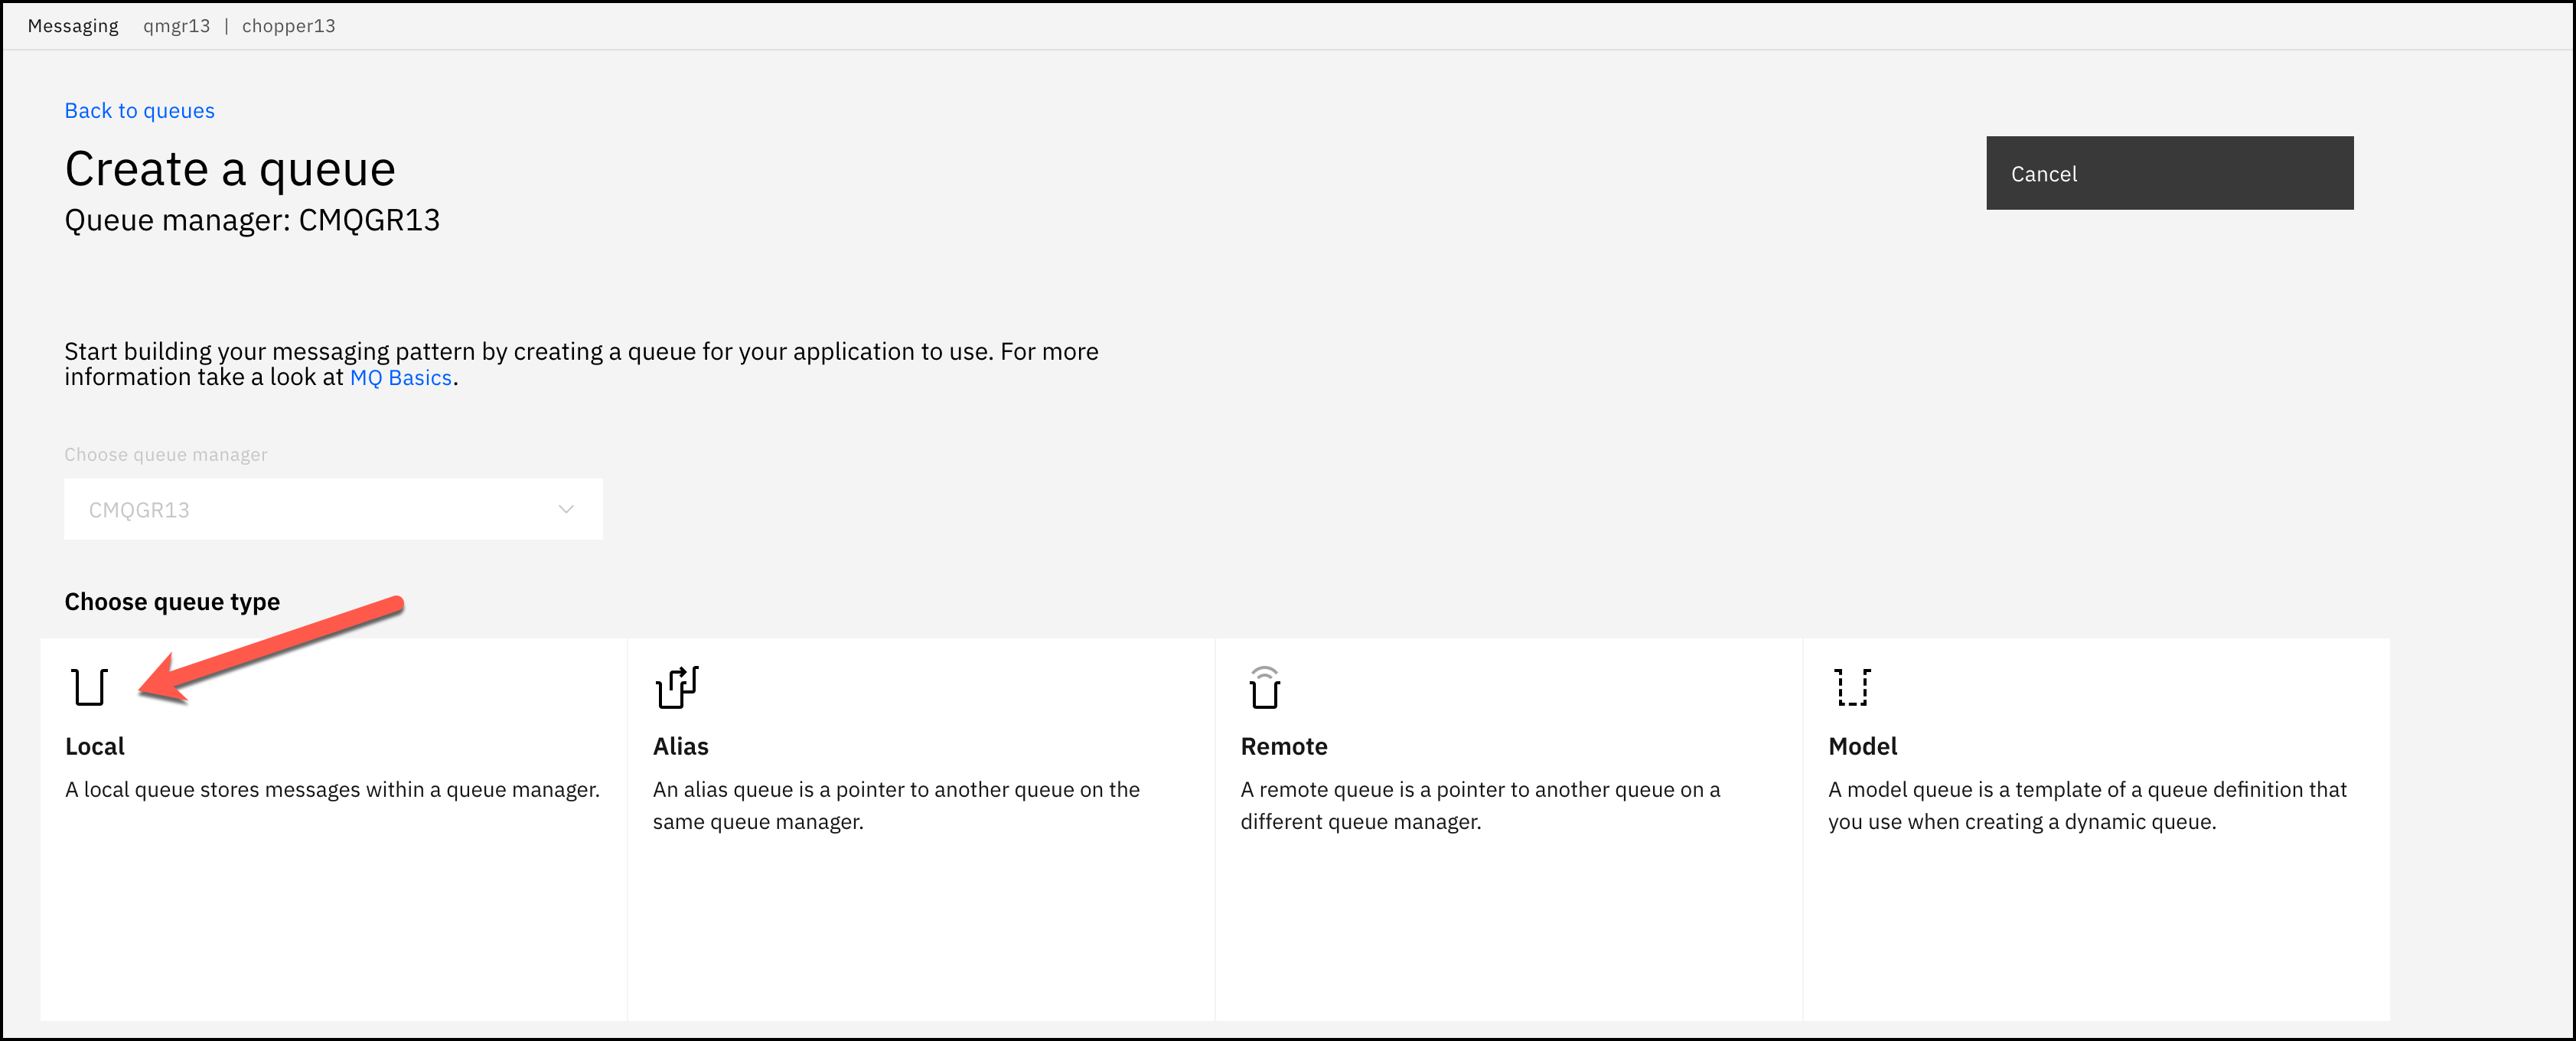 Messaging qmgr13 | chopper13
Back to queues
Create a queue
Queue manager: CMQGR13
Cancel
Start building your messaging pattern by creating a queue for your application to use. For more
information take a look at MQ Basics.
Choose queue manager
CMQGR13
Choose queue type
Local
A local queue stores messages within a queue manager.
Alias
An alias queue is a pointer to another queue on the
same queue manager.
Remote
A remote queue is a pointer to another queue on a
different queue manager.
Model
A model queue is a template of a queue definition that
you use when creating a dynamic queue.